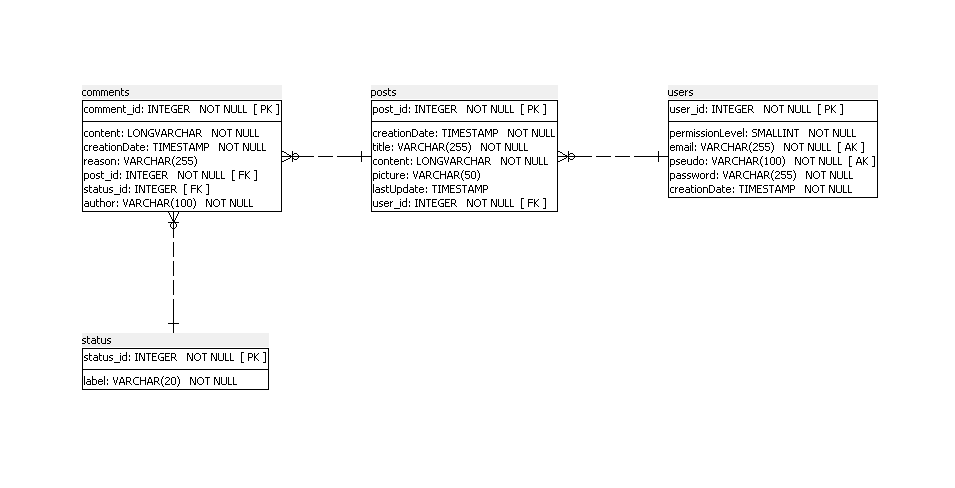 comments
comment_id: INTEGER NOT NULL [ PK ]
content: LONGVARCHAR NOT NULL
creationDate: TIMESTAMP NOT NULL
reason: VARCHAR(255)
post_id: INTEGER NOT NULL [ FK ]
status_id: INTEGER [ FK ]
author: VARCHAR(100) NOT NULL
posts
post_id: INTEGER NOT NULL [ PK ]
creationDate: TIMESTAMP NOT NULL
title: VARCHAR(255) NOT NULL
content: LONGVARCHAR NOT NULL
picture: VARCHAR(50)
lastUpdate: TIMESTAMP
user_id: INTEGER NOT NULL [ FK ]
users
user_id: INTEGER NOT NULL [ PK ]
permissionLevel: SMALLINT NOT NULL
email: VARCHAR(255) NOT NULL [ AK ]
pseudo: VARCHAR(100) NOT NULL [ AK ]
password: VARCHAR(255) NOT NULL
creationDate: TIMESTAMP NOT NULL
status
status_id: INTEGER NOT NULL [ PK ]
label: VARCHAR(20) NOT NULL